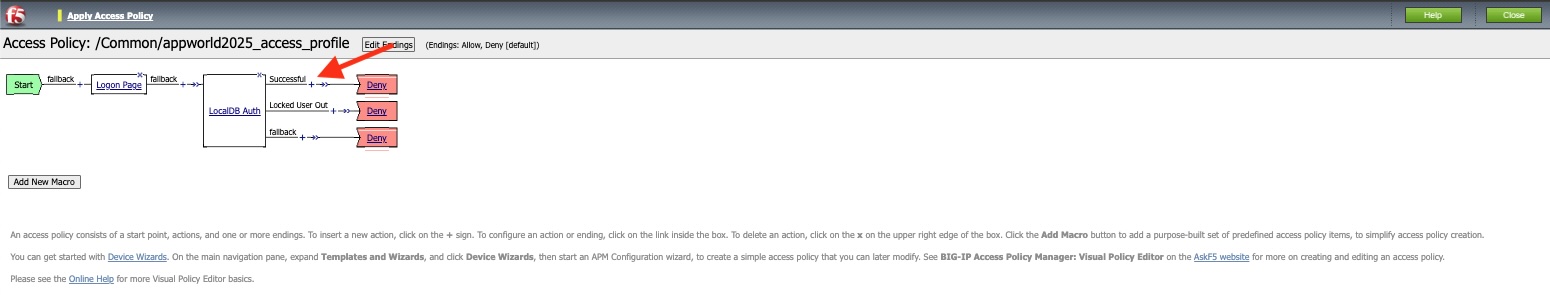 f5 Apply Access Policy Help Close
Access Policy: /Common/appworld2025_access_profile Edit Endings (Endings: Allow, Deny [default])
Start fallback + Logon Page x fallback + LocalDB Auth x Successful + Deny
Locked User Out + Deny
fallback + Deny
Add New Macro
An access policy consists of a start point, actions, and one or more endings. To insert a new action, click on the + sign. To configure an action or ending, click on the link inside the box. To delete an action, click on the x on the upper right edge of the box. Click the Add Macro button to add a purpose-built set of predefined access policy items, to simplify access policy creation.
You can get started with Device Wizards. On the main navigation pane, expand Templates and Wizards, and click Device Wizards, then start an APM Configuration wizard, to create a simple access policy that you can later modify. See BIG-IP Access Policy Manager: Visual Policy Editor on the AskF5 website for more on creating and editing an access policy.
Please see the Online Help for more Visual Policy Editor basics.